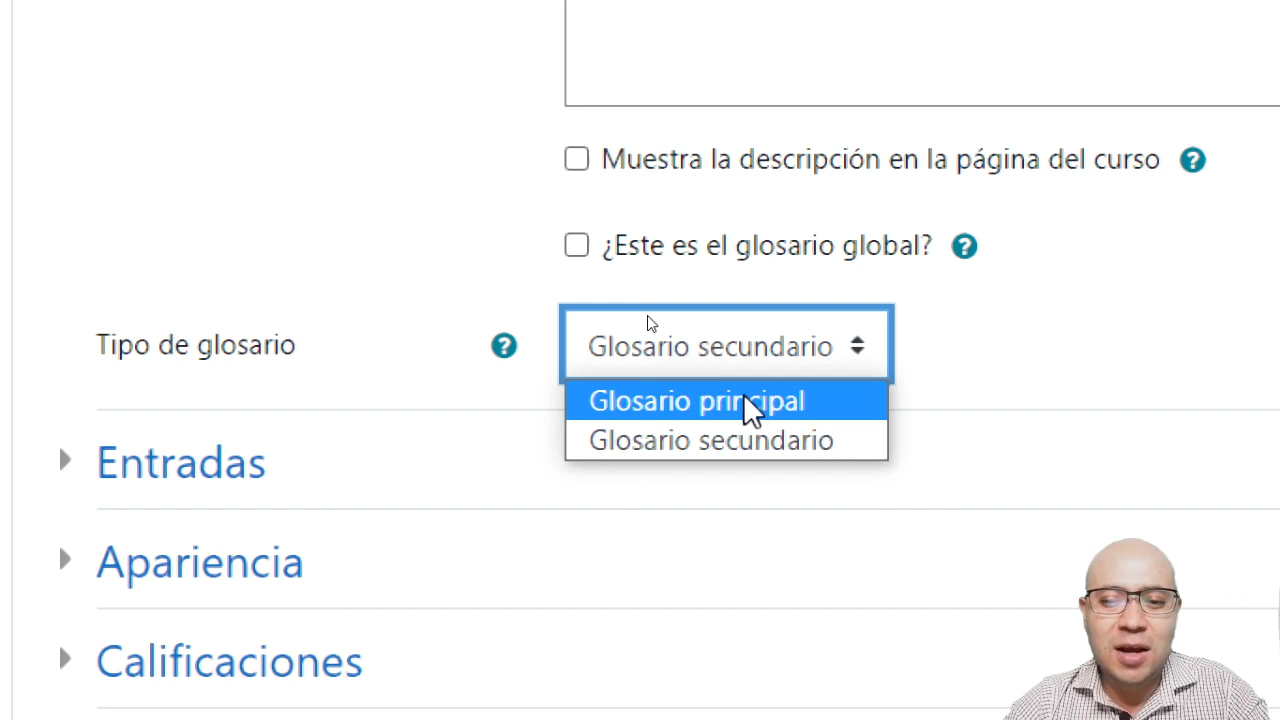 Muestra la descripción en la página del curso ?
¿Este es el glosario global? ?
Tipo de glosario ? Glosario secundario
Glosario principal
Glosario secundario
Entradas
Apariencia
Calificaciones